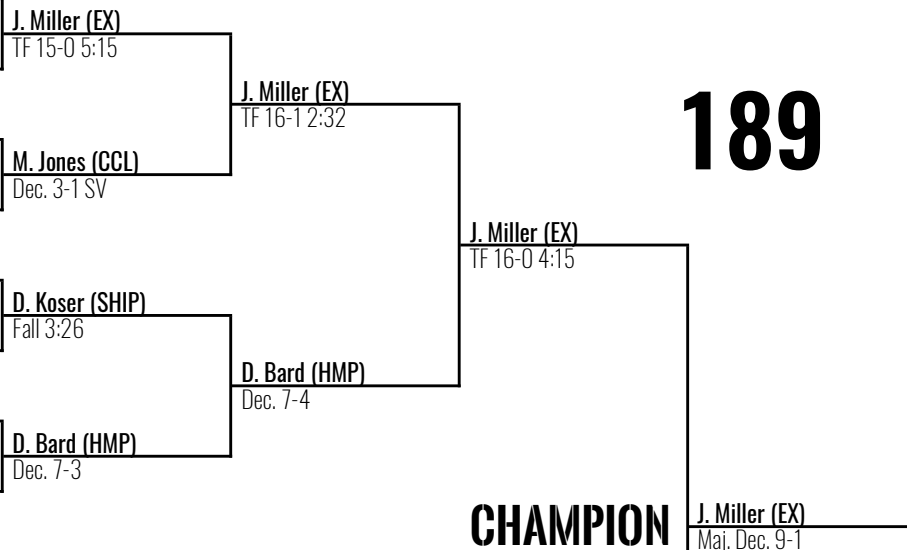 J. Miller (EX)
TF 15-0 5:15
J. Miller (EX)
TF 16-1 2:32
189
M. Jones (CCL)
Dec. 3-1 SV
J. Miller (EX)
TF 16-0 4:15
D. Koser (SHIP)
Fall 3:26
D. Bard (HMP)
Dec. 7-4
D. Bard (HMP)
Dec. 7-3
CHAMPION
J. Miller (EX)
Maj. Dec. 9-1